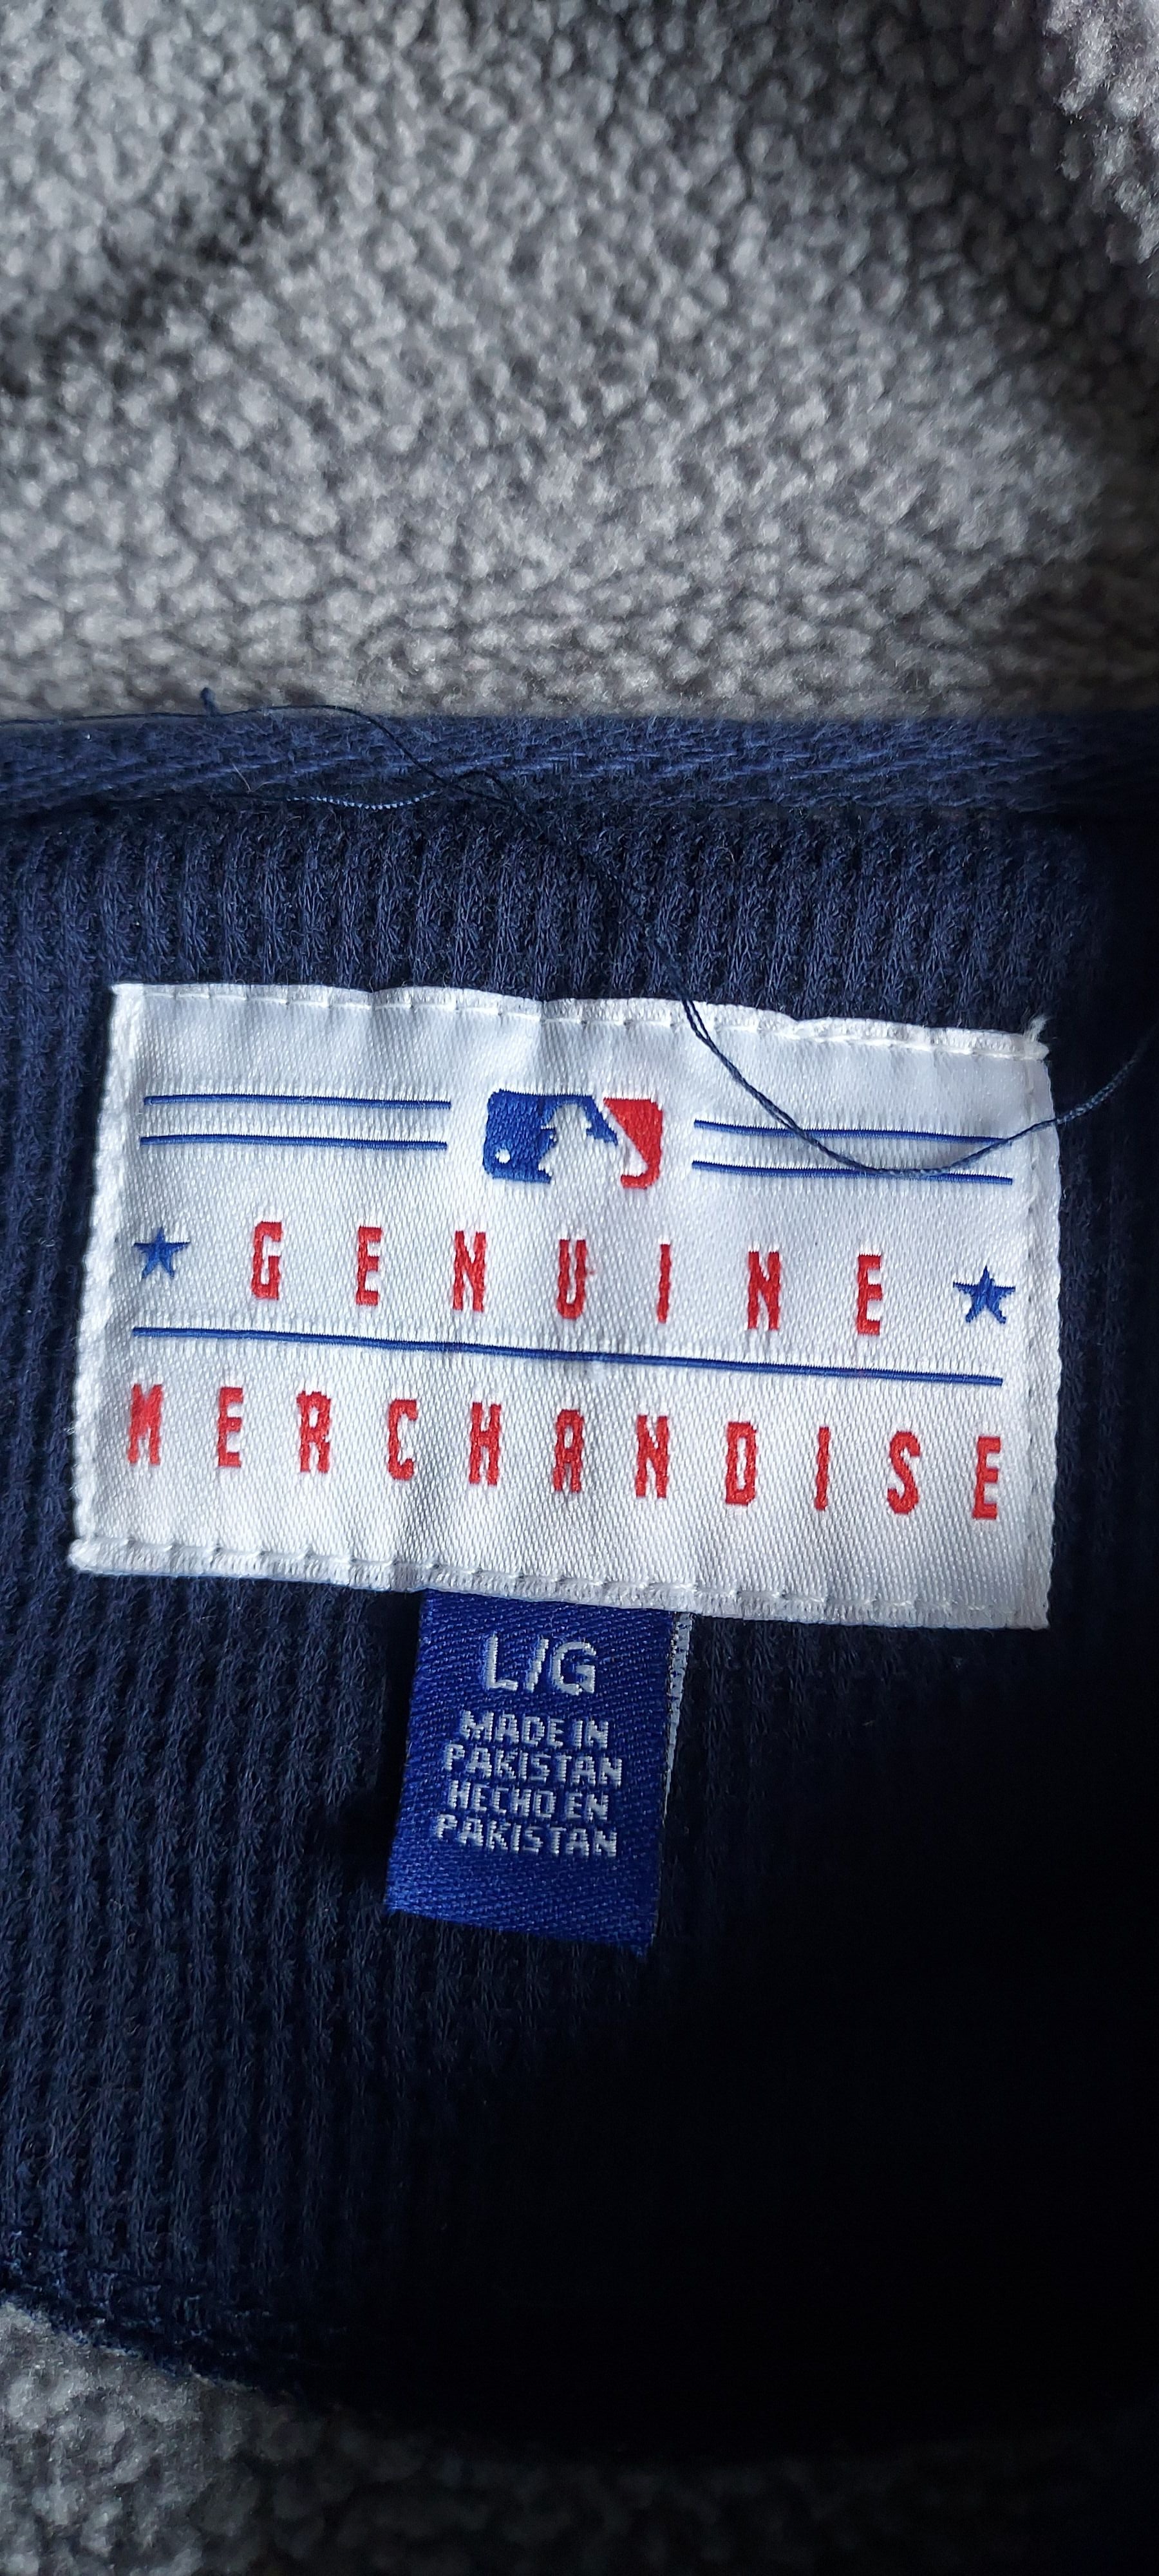 GENUINE
MERCHANDISE
L/G
MADE IN
PAKISTAN
HECHO EN
PAKISTAN